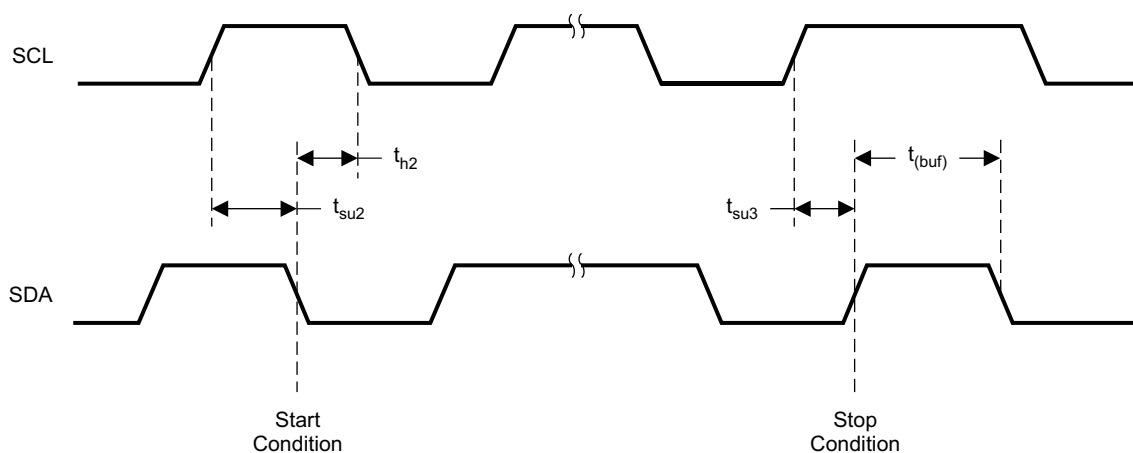 SCL
t_h2
t_(buf)
t_su2
t_su3
SDA
Start
Condition
Stop
Condition